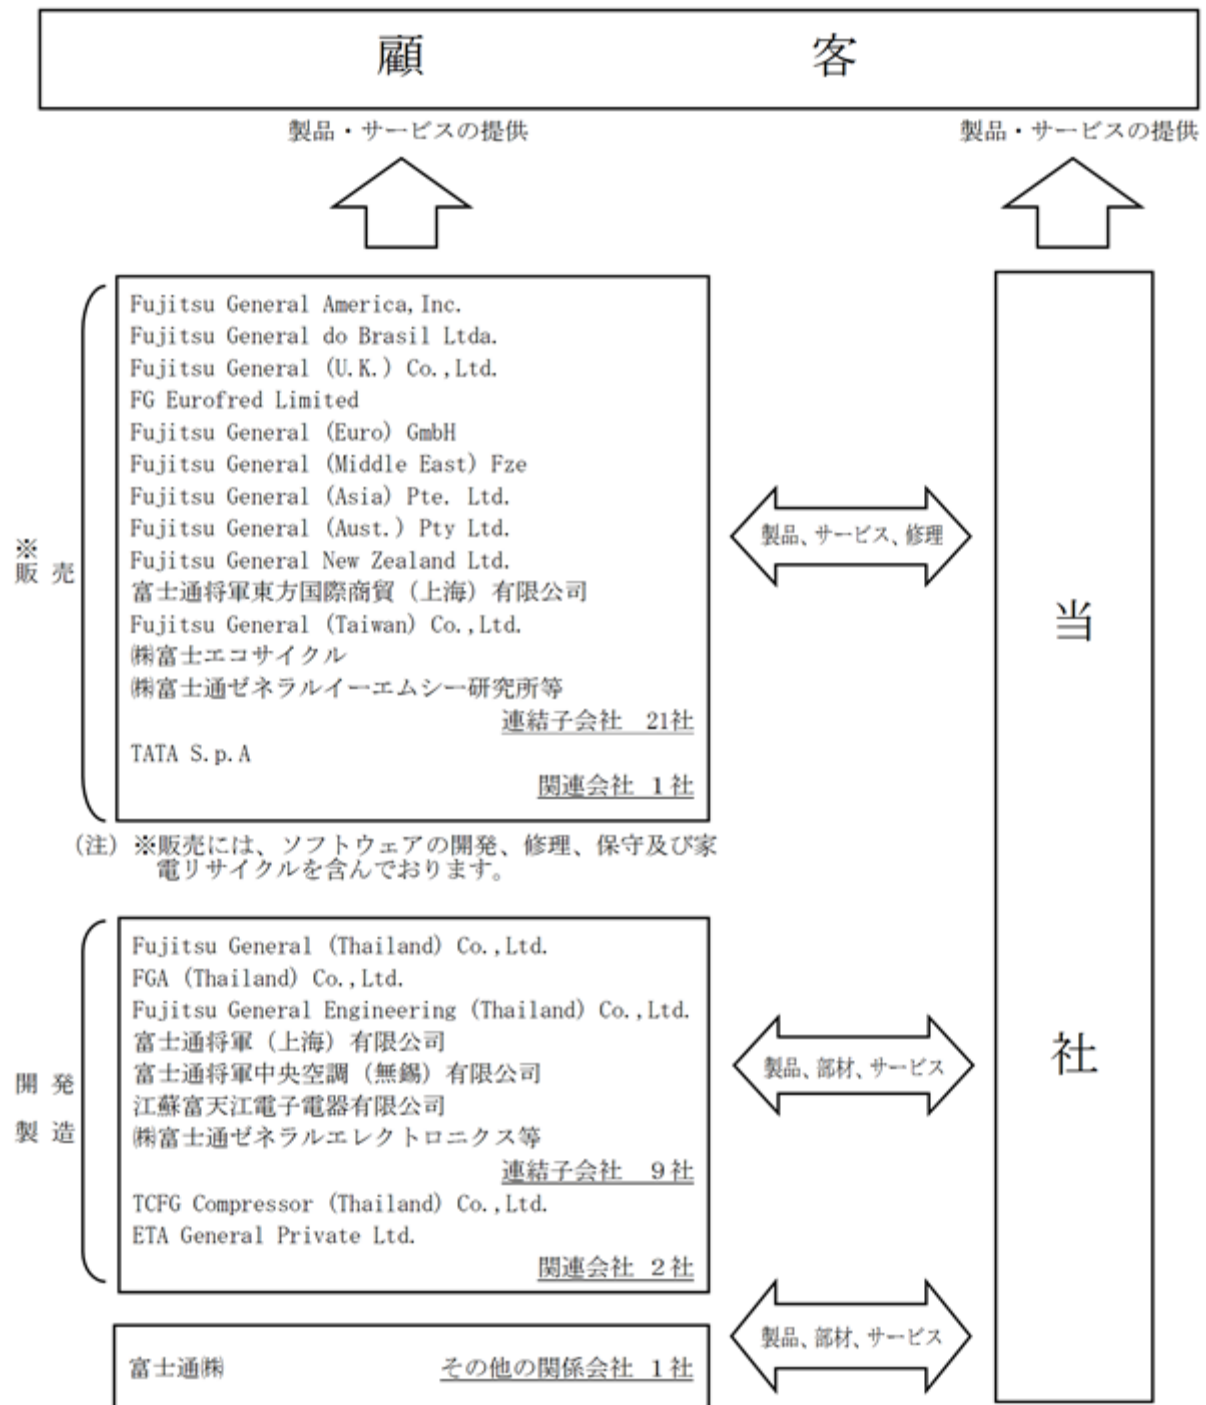 顧客
製品・サービスの提供
製品・サービスの提供
Fujitsu General America,Inc.
Fujitsu General do Brasil Ltda.
Fujitsu General (U.K.) Co.,Ltd.
FG Eurofred Limited
Fujitsu General (Euro) GmbH
Fujitsu General (Middle East) Fze
Fujitsu General (Asia) Pte. Ltd.
Fujitsu General (Aust.) Pty Ltd.
Fujitsu General New Zealand Ltd.
富士通将軍東方国際商貿（上海）有限公司
Fujitsu General (Taiwan) Co.,Ltd.
㈱富士エコサイクル
㈱富士通ゼネラルイーエムシー研究所等
連結子会社　21社
TATA S.p.A
関連会社　１社
※
販売
製品、サービス、修理
（注）※販売には、ソフトウェアの開発、修理、保守及び家
電リサイクルを含んでおります。
Fujitsu General (Thailand) Co.,Ltd.
FGA (Thailand) Co.,Ltd.
Fujitsu General Engineering (Thailand) Co.,Ltd.
富士通将軍（上海）有限公司
富士通将軍中央空調（無錫）有限公司
江蘇富天江電子電器有限公司
㈱富士通ゼネラルエレクトロニクス等
連結子会社　９社
TCFG Compressor (Thailand) Co.,Ltd.
ETA General Private Ltd.
関連会社　２社
開発
製造
製品、部材、サービス
富士通㈱　その他の関係会社　１社
製品、部材、サービス
当
社